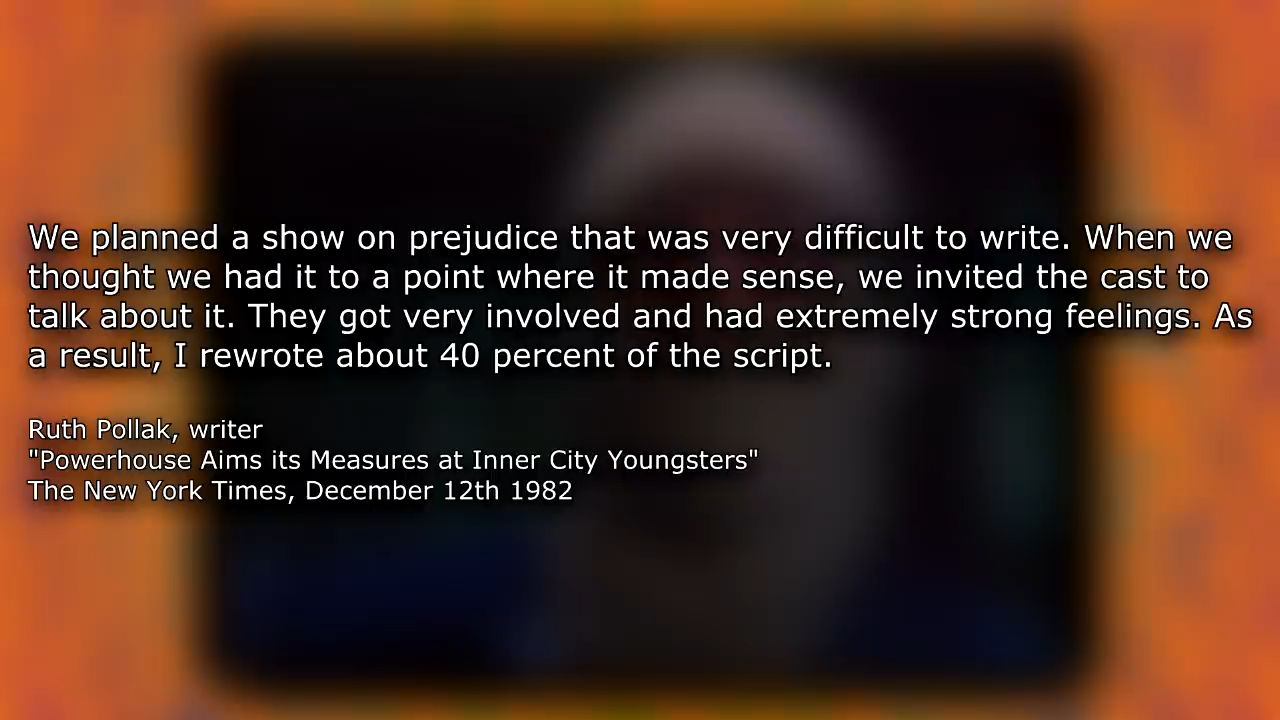 We planned a show on prejudice that was very difficult to write. When we
thought we had it to a point where it made sense, we invited the cast to
talk about it. They got very involved and had extremely strong feelings. As
a result, I rewrote about 40 percent of the script.
Ruth Pollak, writer
"Powerhouse Aims its Measures at Inner City Youngsters"
The New York Times, December 12th 1982